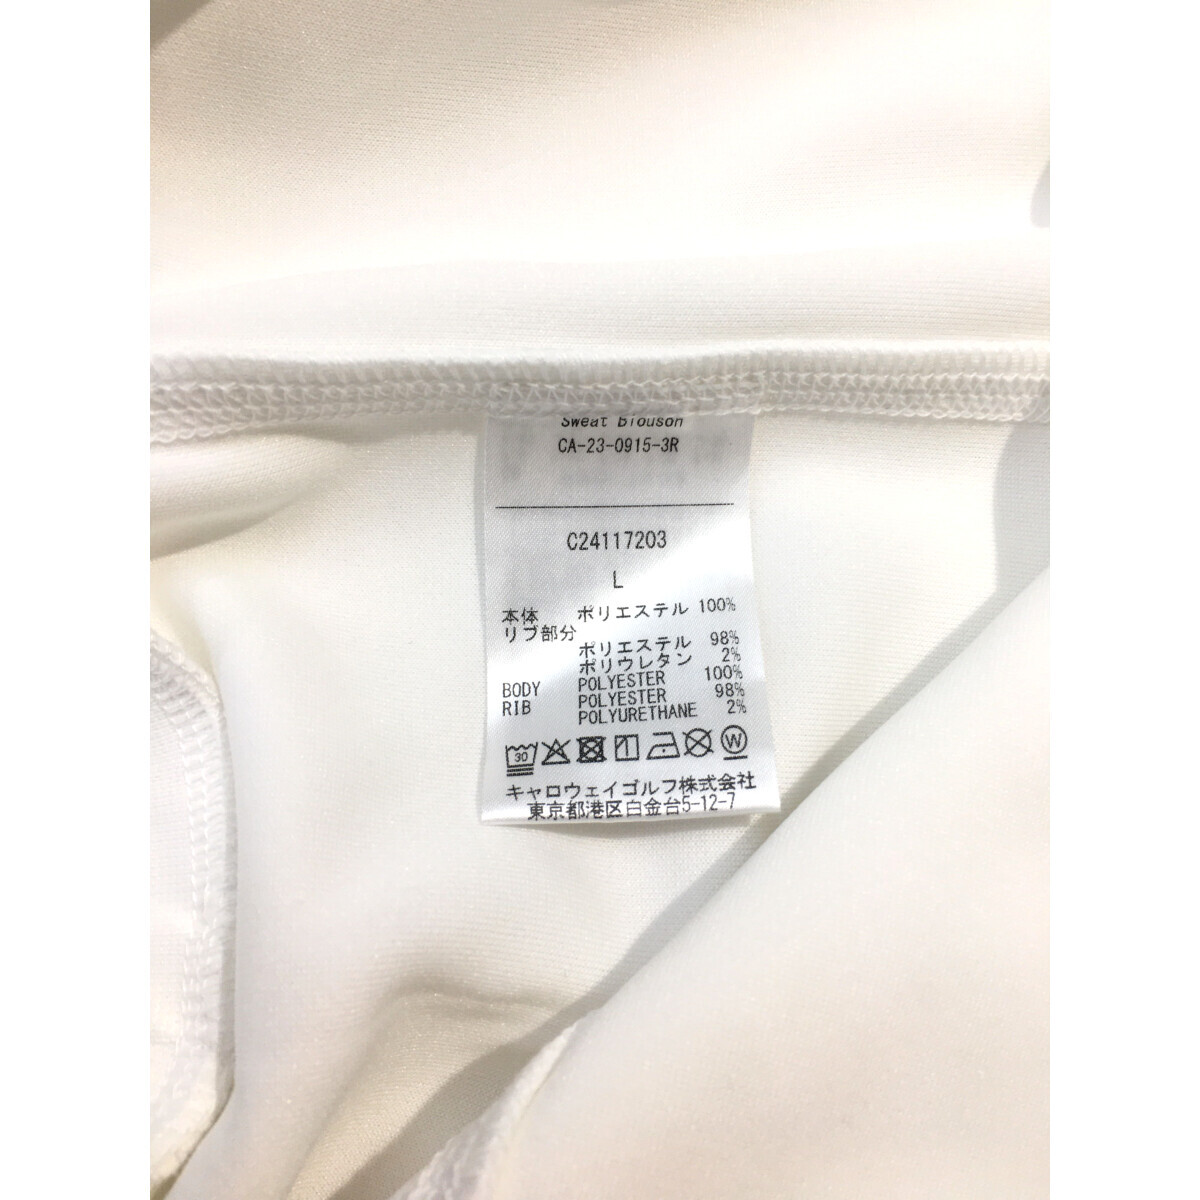 Sweat Blouson
CA-23-0915-3R
C24117203
L
本体 ポリエステル 100%
リブ部分
ポリエステル 98%
ポリウレタン 2%
BODY POLYESTER 100%
RIB POLYESTER 98%
POLYURETHANE 2%
30 W
キャロウェイゴルフ株式会社
東京都港区白金台5-12-7